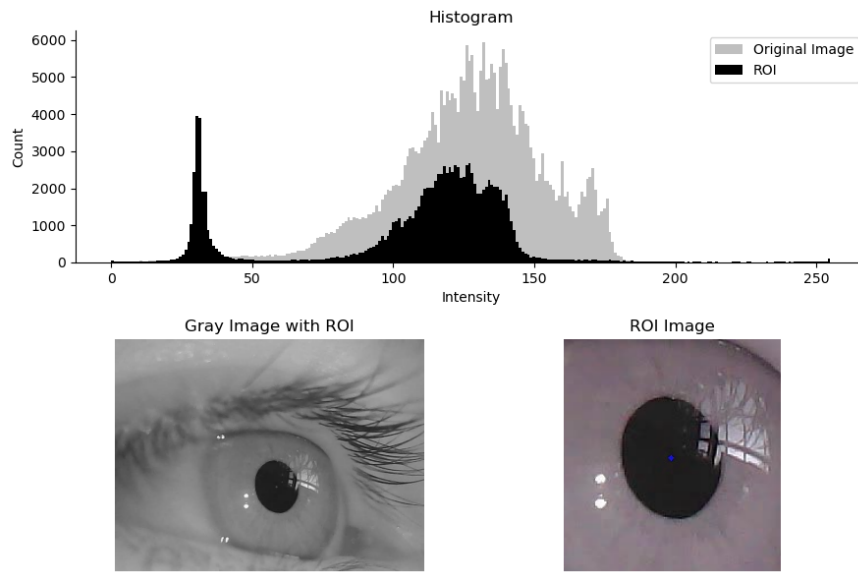 Histogram
Original Image
ROI
6000
5000
4000
3000
2000
1000
0
Count
0 50 100 150 200 250
Intensity
Gray Image with ROI
ROI Image